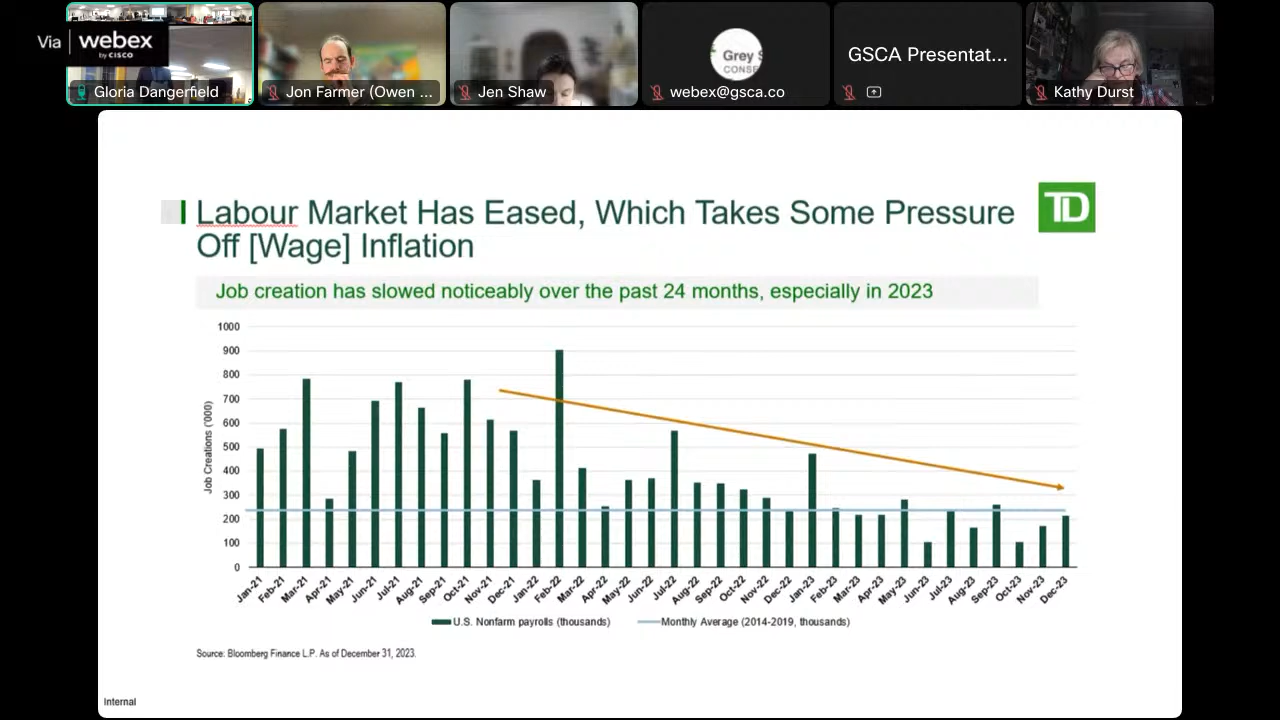 Via webex
by CISCO
Gloria Dangerfield
Jon Farmer (Owen ...
Jen Shaw
Grey S
CONSE
webex@gsca.co
GSCA Presentat...
Kathy Durst
Labour Market Has Eased, Which Takes Some Pressure
Off [Wage] Inflation
TD
Job creation has slowed noticeably over the past 24 months, especially in 2023
Job Creations ('000)
1000
900
800
700
600
500
400
300
200
100
0
Jan-21 Feb-21 Mar-21 Apr-21 May-21 Jun-21 Jul-21 Aug-21 Sep-21 Oct-21 Nov-21 Dec-21 Jan-22 Feb-22 Mar-22 Apr-22 May-22 Jun-22 Jul-22 Aug-22 Sep-22 Oct-22 Nov-22 Dec-22 Jan-23 Feb-23 Mar-23 Apr-23 May-23 Jun-23 Jul-23 Aug-23 Sep-23 Oct-23 Nov-23 Dec-23
U.S. Nonfarm payrolls (thousands) Monthly Average (2014-2019, thousands)
Source: Bloomberg Finance L.P. As of December 31, 2023.
Internal